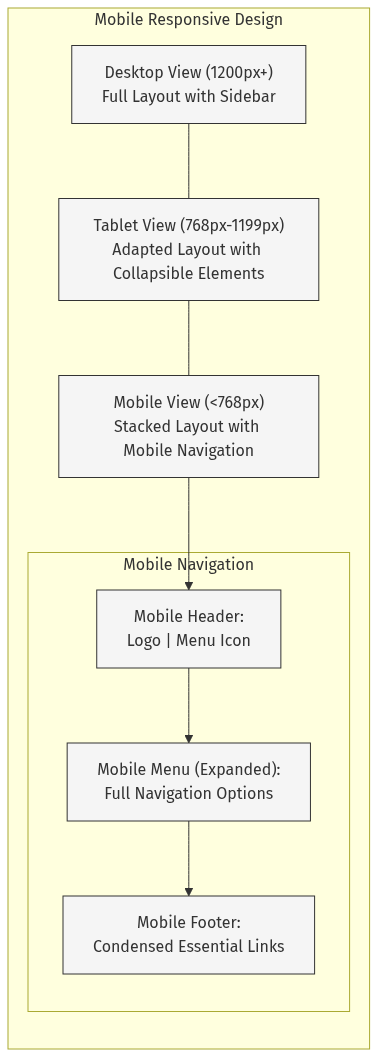 Mobile Responsive Design
Desktop View (1200px+)
Full Layout with Sidebar
Tablet View (768px-1199px)
Adapted Layout with
Collapsible Elements
Mobile View (<768px)
Stacked Layout with
Mobile Navigation
Mobile Navigation
Mobile Header:
Logo | Menu Icon
Mobile Menu (Expanded):
Full Navigation Options
Mobile Footer:
Condensed Essential Links